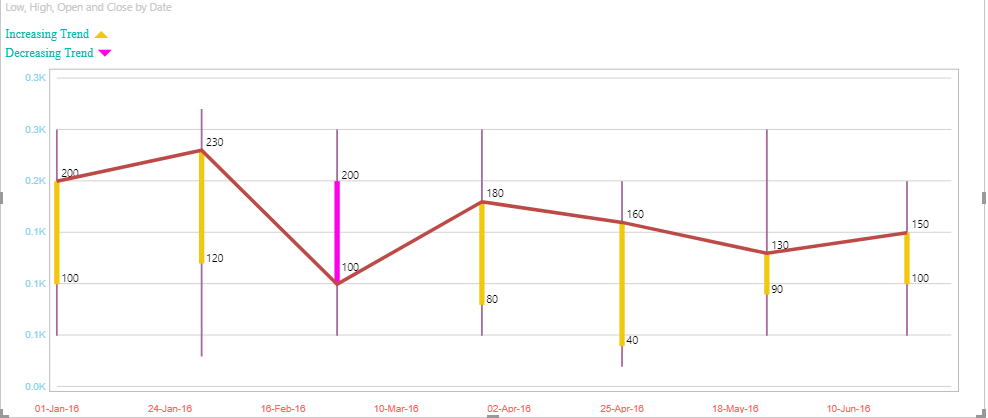 Low, High, Open and Close by Date
Increasing Trend
Decreasing Trend
0.3K
0.3K
0.2K
0.1K
0.1K
0.1K
0.0K
200
100
230
120
200
100
180
80
160
40
130
90
150
100
01-Jan-16 24-Jan-16 16-Feb-16 10-Mar-16 02-Apr-16 25-Apr-16 18-May-16 10-Jun-16